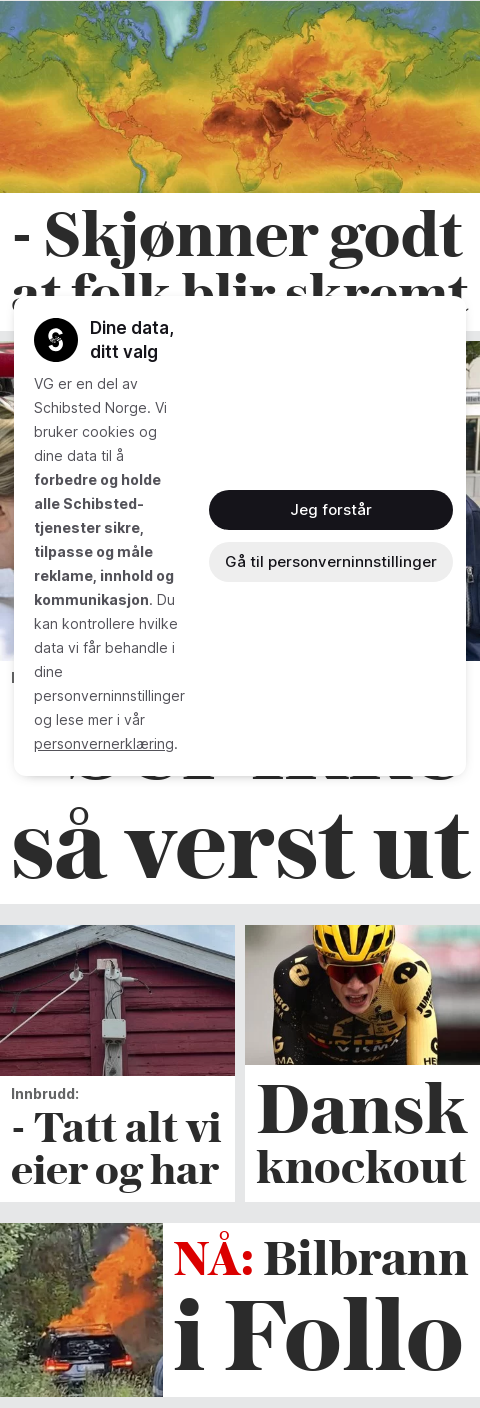 - Skjønner godt
at folk blir skremt
Dine data,
ditt valg
VG er en del av
Schibsted Norge. Vi
bruker cookies og
dine data til å
forbedre og holde
alle Schibsted-
tjenester sikre,
tilpasse og måle
reklame, innhold og
kommunikasjon. Du
kan kontrollere hvilke
data vi får behandle i
dine
personverninnstillinger
og lese mer i vår
personvernerklæring.
Jeg forstår
Gå til personverninnstillinger
så verst ut
Innbrudd:
- Tatt alt vi
eier og har
Dansk
knockout
NÅ: Bilbrann
i Follo